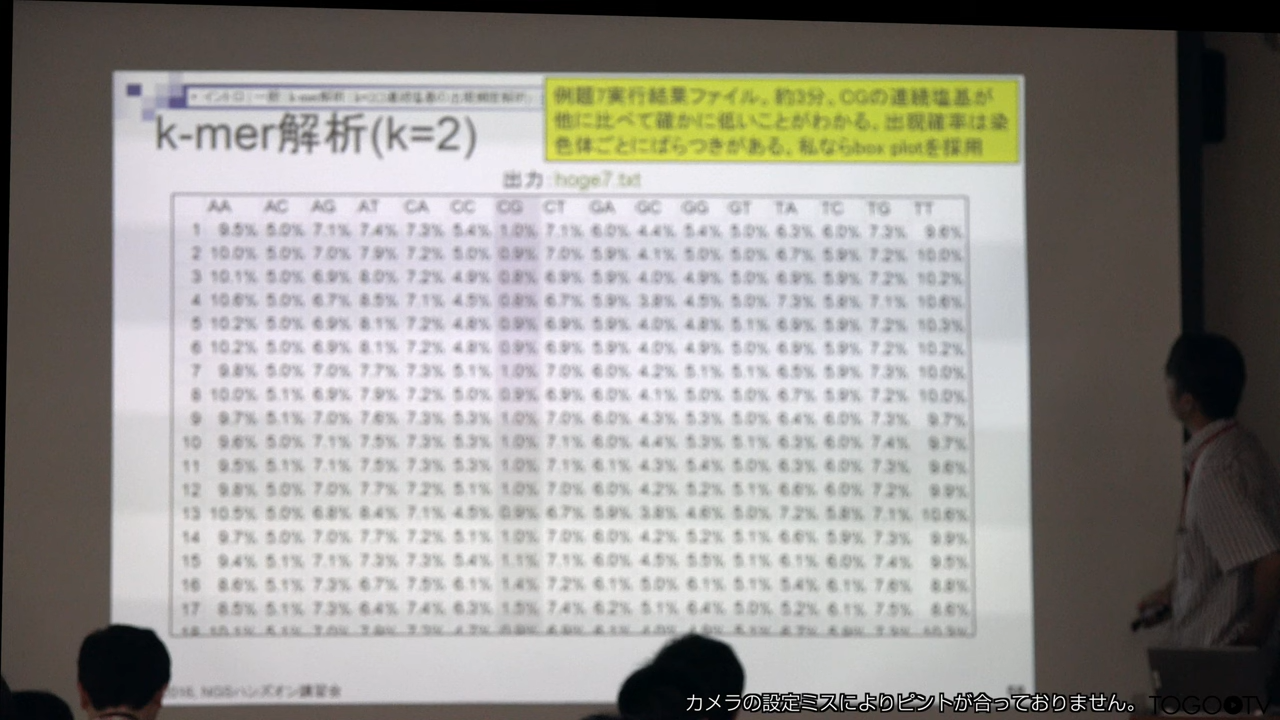 • イントロ | 一般 | k-mer解析 | k=2(2連続塩基の出現頻度解析)
例題7実行結果ファイル。約3分。CGの連続塩基が
他に比べて確かに低いことがわかる。出現確率は染
色体ごとにばらつきがある。私ならbox plotを採用
k-mer解析(k=2)
出力:hoge7.txt
AA AC AG AT CA CC CG CT GA GC GG GT TA TC TG TT
1 9.5% 5.0% 7.1% 7.4% 7.3% 5.4% 1.0% 7.1% 6.0% 4.4% 5.4% 5.0% 6.3% 6.0% 7.3% 9.6%
2 10.0% 5.0% 7.0% 7.9% 7.2% 5.0% 0.9% 7.0% 5.9% 4.1% 5.0% 5.0% 6.7% 5.9% 7.2% 10.0%
3 10.1% 5.0% 6.9% 8.0% 7.2% 4.9% 0.8% 6.9% 5.9% 4.0% 4.9% 5.0% 6.9% 5.9% 7.2% 10.2%
4 10.6% 5.0% 6.7% 8.5% 7.1% 4.5% 0.8% 6.7% 5.9% 3.8% 4.5% 5.0% 7.3% 5.8% 7.1% 10.6%
5 10.2% 5.0% 6.9% 8.1% 7.2% 4.8% 0.9% 6.9% 5.9% 4.0% 4.8% 5.1% 6.9% 5.9% 7.2% 10.3%
6 10.2% 5.0% 6.9% 8.1% 7.2% 4.8% 0.9% 6.9% 5.9% 4.0% 4.9% 5.0% 6.9% 5.9% 7.2% 10.2%
7 9.8% 5.0% 7.0% 7.7% 7.3% 5.1% 1.0% 7.0% 6.0% 4.2% 5.1% 5.1% 6.5% 5.9% 7.3% 10.0%
8 10.0% 5.1% 6.9% 7.9% 7.2% 5.0% 0.9% 6.9% 6.0% 4.1% 5.0% 5.0% 6.7% 5.9% 7.2% 10.0%
9 9.7% 5.1% 7.0% 7.6% 7.3% 5.3% 1.0% 7.0% 6.0% 4.3% 5.3% 5.0% 6.4% 6.0% 7.3% 9.7%
10 9.6% 5.0% 7.1% 7.5% 7.3% 5.3% 1.0% 7.1% 6.0% 4.4% 5.3% 5.1% 6.3% 6.0% 7.4% 9.7%
11 9.5% 5.1% 7.1% 7.5% 7.3% 5.3% 1.0% 7.1% 6.1% 4.3% 5.4% 5.0% 6.3% 6.0% 7.3% 9.6%
12 9.8% 5.0% 7.0% 7.7% 7.2% 5.1% 1.0% 7.0% 6.0% 4.2% 5.2% 5.1% 6.6% 6.0% 7.2% 9.9%
13 10.5% 5.0% 6.8% 8.4% 7.1% 4.5% 0.9% 6.7% 5.9% 3.8% 4.6% 5.0% 7.2% 5.8% 7.1% 10.6%
14 9.7% 5.0% 7.0% 7.7% 7.2% 5.1% 1.0% 7.0% 6.0% 4.2% 5.2% 5.1% 6.6% 5.9% 7.3% 9.9%
15 9.4% 5.1% 7.1% 7.3% 7.3% 5.4% 1.1% 7.1% 6.0% 4.5% 5.5% 5.1% 6.1% 6.0% 7.4% 9.5%
16 8.6% 5.1% 7.3% 6.7% 7.5% 6.1% 1.4% 7.2% 6.1% 5.0% 6.1% 5.1% 5.4% 6.1% 7.6% 8.8%
17 8.5% 5.1% 7.3% 6.4% 7.4% 6.3% 1.5% 7.4% 6.2% 5.1% 6.4% 5.0% 5.2% 6.1% 7.5% 8.6%
NGSハンズオン講習会
カメラの設定ミスによりピントが合っておりません。
TOGOTV